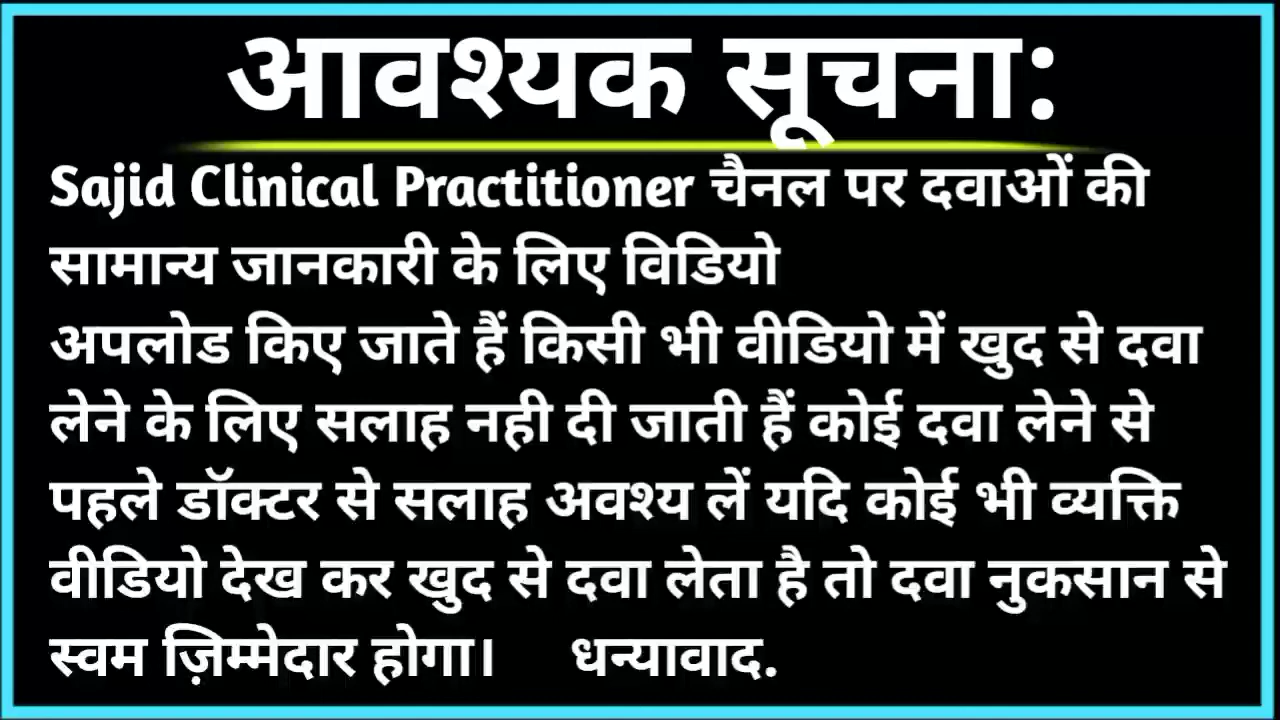 आवश्यक सूचना:
Sajid Clinical Practitioner चैनल पर दवाओं की
सामान्य जानकारी के लिए विडियो
अपलोड किए जाते हैं किसी भी वीडियो में खुद से दवा
लेने के लिए सलाह नही दी जाती हैं कोई दवा लेने से
पहले डॉक्टर से सलाह अवश्य लें यदि कोई भी व्यक्ति
वीडियो देख कर खुद से दवा लेता है तो दवा नुकसान से
स्वम ज़िम्मेदार होगा। धन्यावाद.